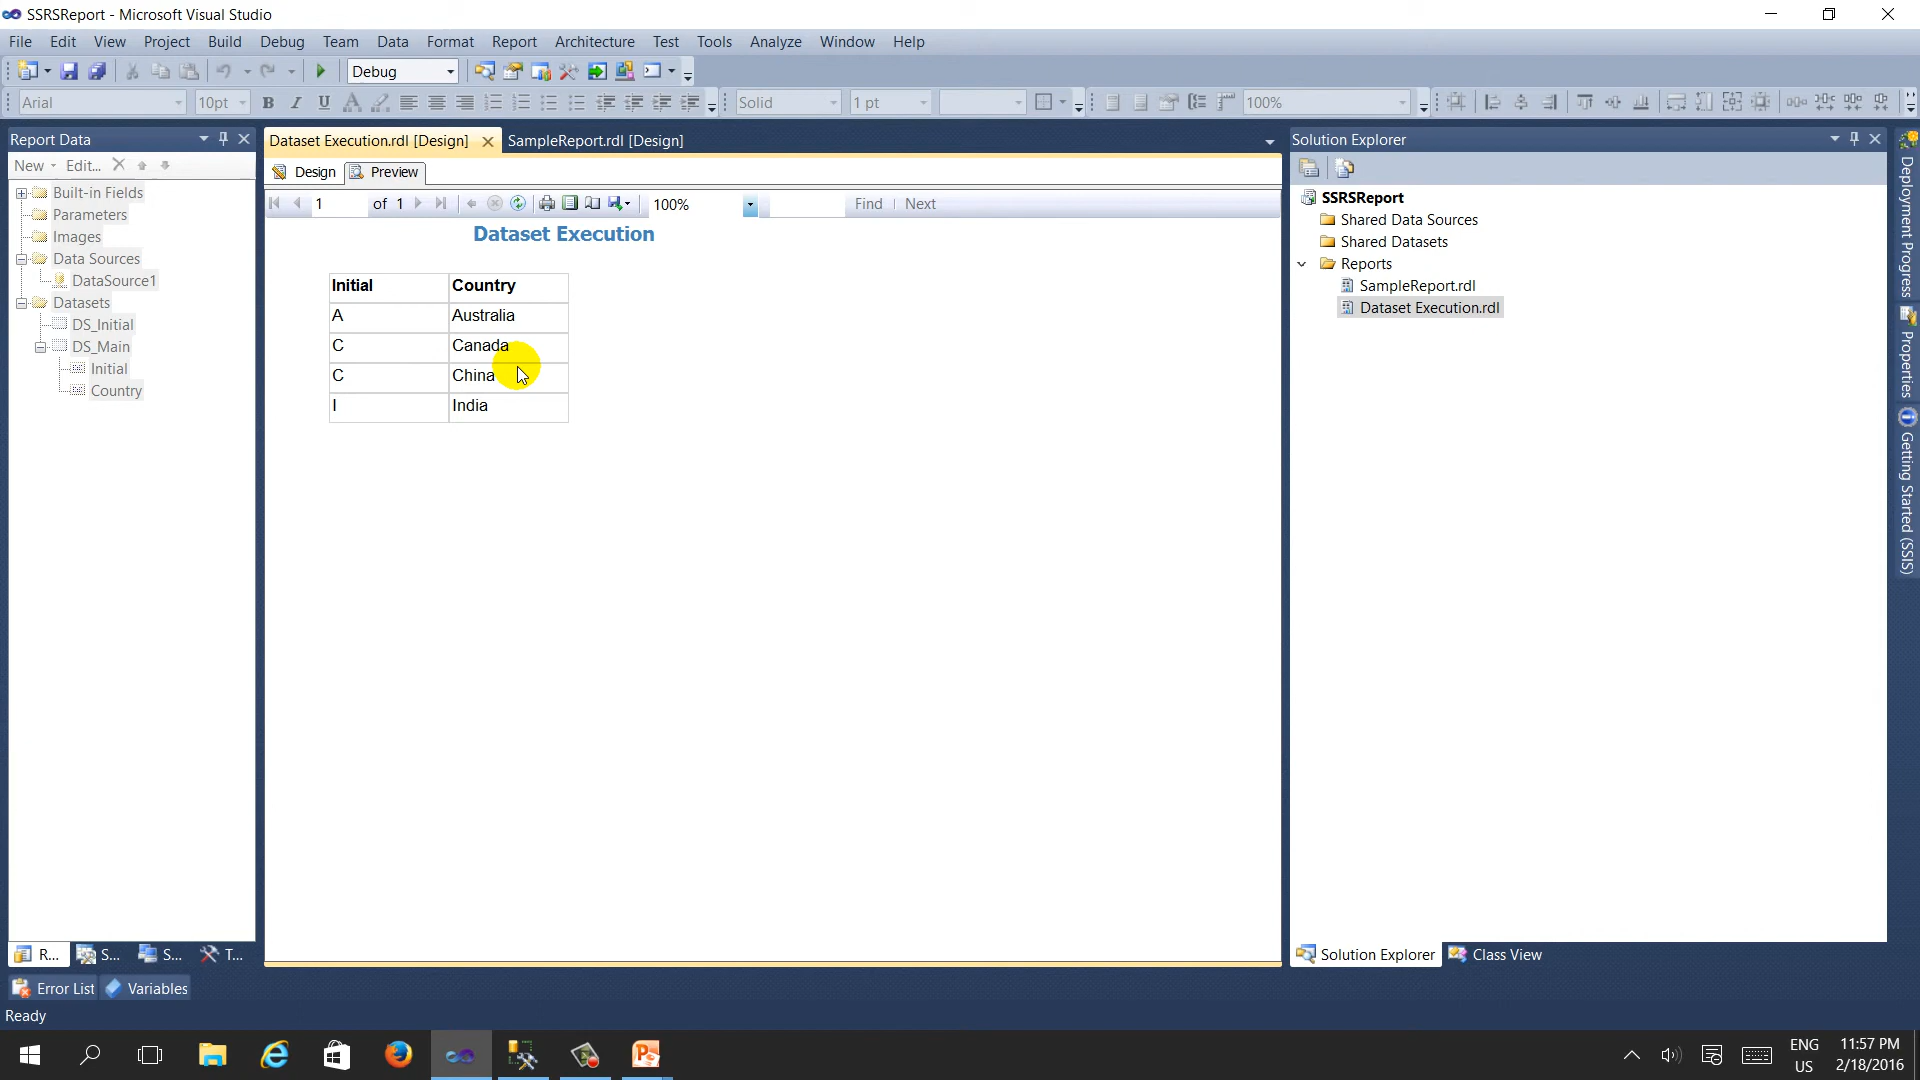 SSRSReport - Microsoft Visual Studio
File Edit View Project Build Debug Team Data Format Report Architecture Test Tools Analyze Window Help
Debug
Arial 10pt Solid 1 pt 100%
Report Data
Dataset Execution.rdl [Design] SampleReport.rdl [Design]
Solution Explorer
New Edit...
Design Preview
1 of 1 100% Find Next
Built-in Fields
Parameters
Images
Data Sources
DataSource1
Datasets
DS_Initial
DS_Main
Initial
Country
Dataset Execution
Initial Country
A Australia
C Canada
C China
I India
SSRSReport
Shared Data Sources
Shared Datasets
Reports
SampleReport.rdl
Dataset Execution.rdl
Deployment Progress
Properties
Getting Started (SSIS)
R... S... S... T...
Solution Explorer Class View
Error List Variables
Ready
ENG
US
11:57 PM
2/18/2016